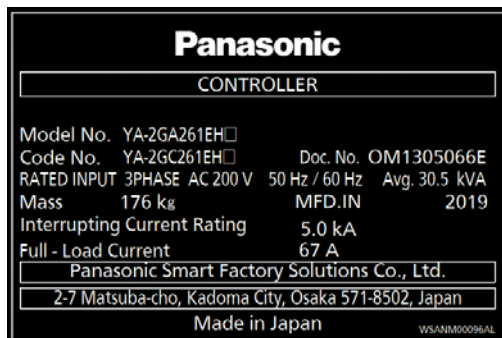 Panasonic
CONTROLLER
Model No. YA-2GA261EH□
Code No. YA-2GC261EH□ Doc. No. OM1305066E
RATED INPUT 3PHASE AC 200 V 50 Hz / 60 Hz Avg. 30.5 kVA
Mass 176 kg MFD.IN 2019
Interrupting Current Rating 5.0 kA
Full - Load Current 67 A
Panasonic Smart Factory Solutions Co., Ltd.
2-7 Matsuba-cho, Kadoma City, Osaka 571-8502, Japan
Made in Japan WSANM00096AL